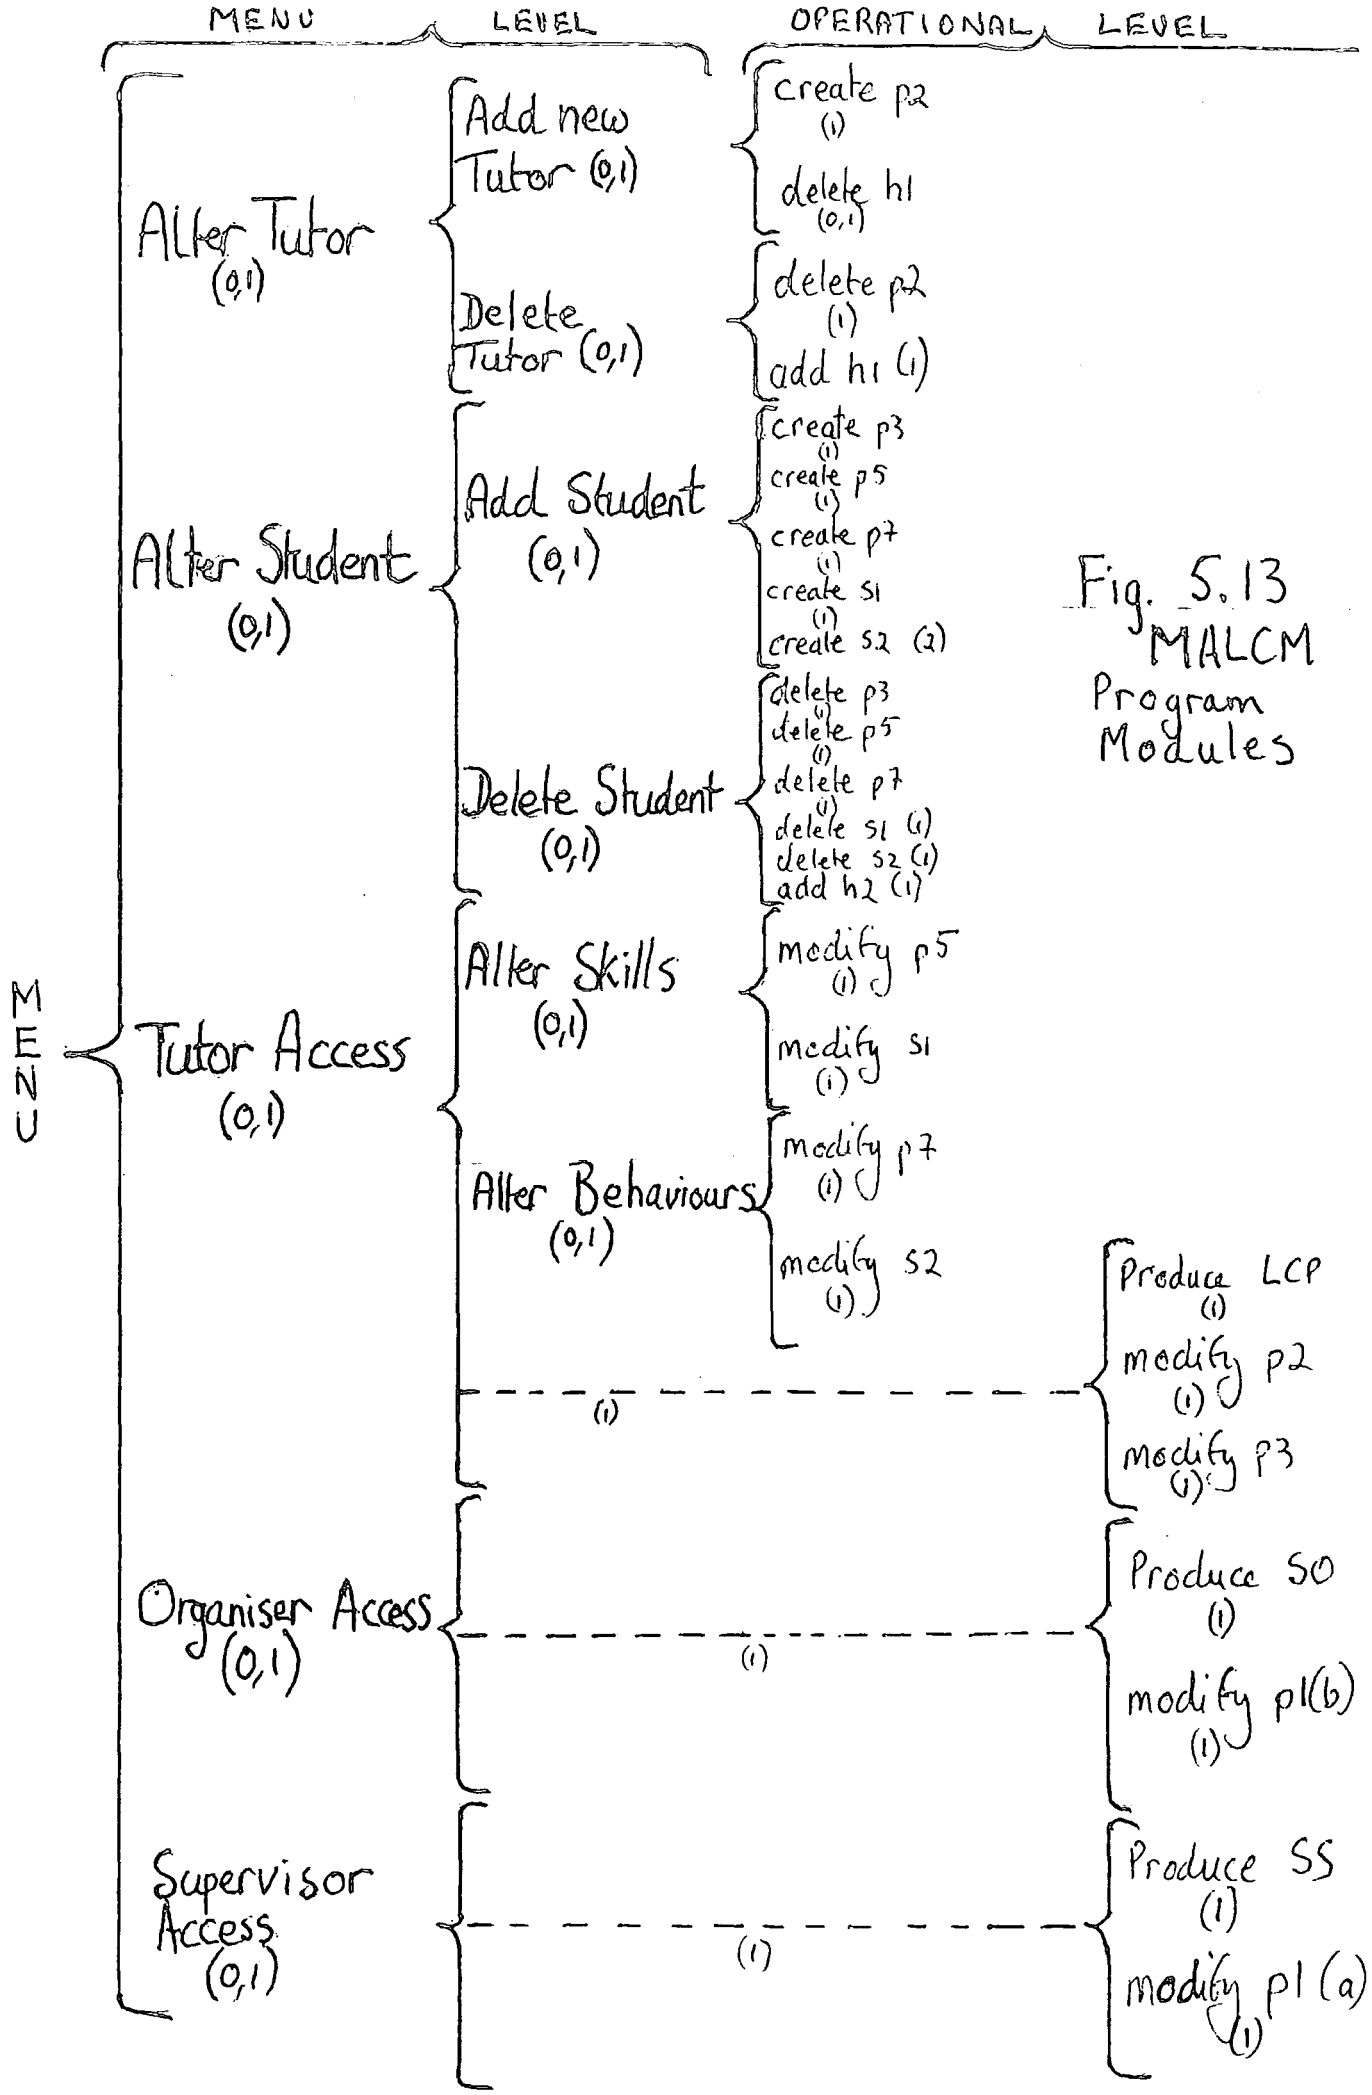 MENU LEVEL OPERATIONAL LEVEL
Alter Tutor
(0,1)
Add new
Tutor (0,1)
create p2
(1)
delete h1
(0,1)
Delete
Tutor (0,1)
delete p2
(1)
add h1 (1)
Alter Student
(0,1)
Add Student
(0,1)
create p3
(1)
create p5
(1)
create p7
(1)
create s1
(1)
create s2 (2)
Delete Student
(0,1)
delete p3
(1)
delete p5
(1)
delete p7
(1)
delete s1 (1)
delete s2 (1)
add h2 (1)
Fig. 5.13
MALCM
Program
Modules
M
E
N
U
Tutor Access
(0,1)
Alter Skills
(0,1)
modify p5
(1)
modify s1
(1)
Alter Behaviours
(0,1)
modify p7
(1)
modify s2
(1)
(1)
Produce LCP
(1)
modify p2
(1)
modify p3
(1)
Organiser Access
(0,1)
(1)
Produce SO
(1)
modify p1(b)
(1)
Supervisor
Access
(0,1)
(1)
Produce SS
(1)
modify p1 (a)
(1)